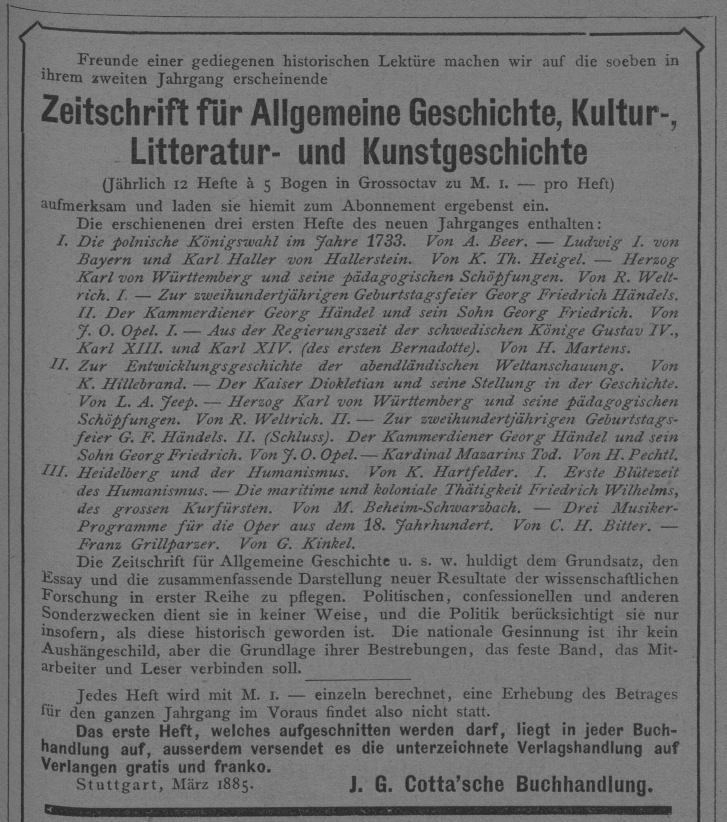 Freunde einer gediegenen historischen Lektüre machen wir auf die soeben in
ihrem zweiten Jahrgang erscheinende
Zeitschrift für Allgemeine Geschichte, Kultur-,
Litteratur- und Kunstgeschichte
(Jährlich 12 Hefte à 5 Bogen in Grossoctav zu M. 1. — pro Heft)
aufmerksam und laden sie hiemit zum Abonnement ergebenst ein.
Die erschienenen drei ersten Hefte des neuen Jahrganges enthalten:
I. Die polnische Königswahl im Jahre 1733. Von A. Beer. — Ludwig I. von
Bayern und Karl Haller von Hallerstein. Von K. Th. Heigel. — Herzog
Karl von Württemberg und seine pädagogischen Schöpfungen. Von R. Welt-
rich. I. — Zur zweihundertjährigen Geburtstagsfeier Georg Friedrich Händels.
II. Der Kammerdiener Georg Händel und sein Sohn Georg Friedrich. Von
J. O. Opel. I. — Aus der Regierungszeit der schwedischen Könige Gustav IV.,
Karl XIII. und Karl XIV. (des ersten Bernadotte). Von H. Martens.
II. Zur Entwicklungsgeschichte der abendländischen Weltanschauung. Von
K. Hillebrand. — Der Kaiser Diokletian und seine Stellung in der Geschichte.
Von L. A. Jeep. — Herzog Karl von Württemberg und seine pädagogischen
Schöpfungen. Von R. Weltrich. II. — Zur zweihundertjährigen Geburtstags-
feier G. F. Händels. II. (Schluss). Der Kammerdiener Georg Händel und sein
Sohn Georg Friedrich. Von J. O. Opel. — Kardinal Mazarins Tod. Von H. Pechtl.
III. Heidelberg und der Humanismus. Von K. Hartfelder. I. Erste Blütezeit
des Humanismus. — Die maritime und koloniale Thätigkeit Friedrich Wilhelms,
des grossen Kurfürsten. Von M. Beheim-Schwarzbach. — Drei Musiker-
Programme für die Oper aus dem 18. Jahrhundert. Von C. H. Bitter. —
Franz Grillparzer. Von G. Kinkel.
Die Zeitschrift für Allgemeine Geschichte u. s. w. huldigt dem Grundsatz, den
Essay und die zusammenfassende Darstellung neuer Resultate der wissenschaftlichen
Forschung in erster Reihe zu pflegen. Politischen, confessionellen und anderen
Sonderzwecken dient sie in keiner Weise, und die Politik berücksichtigt sie nur
insofern, als diese historisch geworden ist. Die nationale Gesinnung ist ihr kein
Aushängeschild, aber die Grundlage ihrer Bestrebungen, das feste Band, das Mit-
arbeiter und Leser verbinden soll.
Jedes Heft wird mit M. 1. — einzeln berechnet, eine Erhebung des Betrages
für den ganzen Jahrgang im Voraus findet also nicht statt.
Das erste Heft, welches aufgeschnitten werden darf, liegt in jeder Buch-
handlung auf, ausserdem versendet es die unterzeichnete Verlagshandlung auf
Verlangen gratis und franko.
Stuttgart, März 1885. J. G. Cotta'sche Buchhandlung.